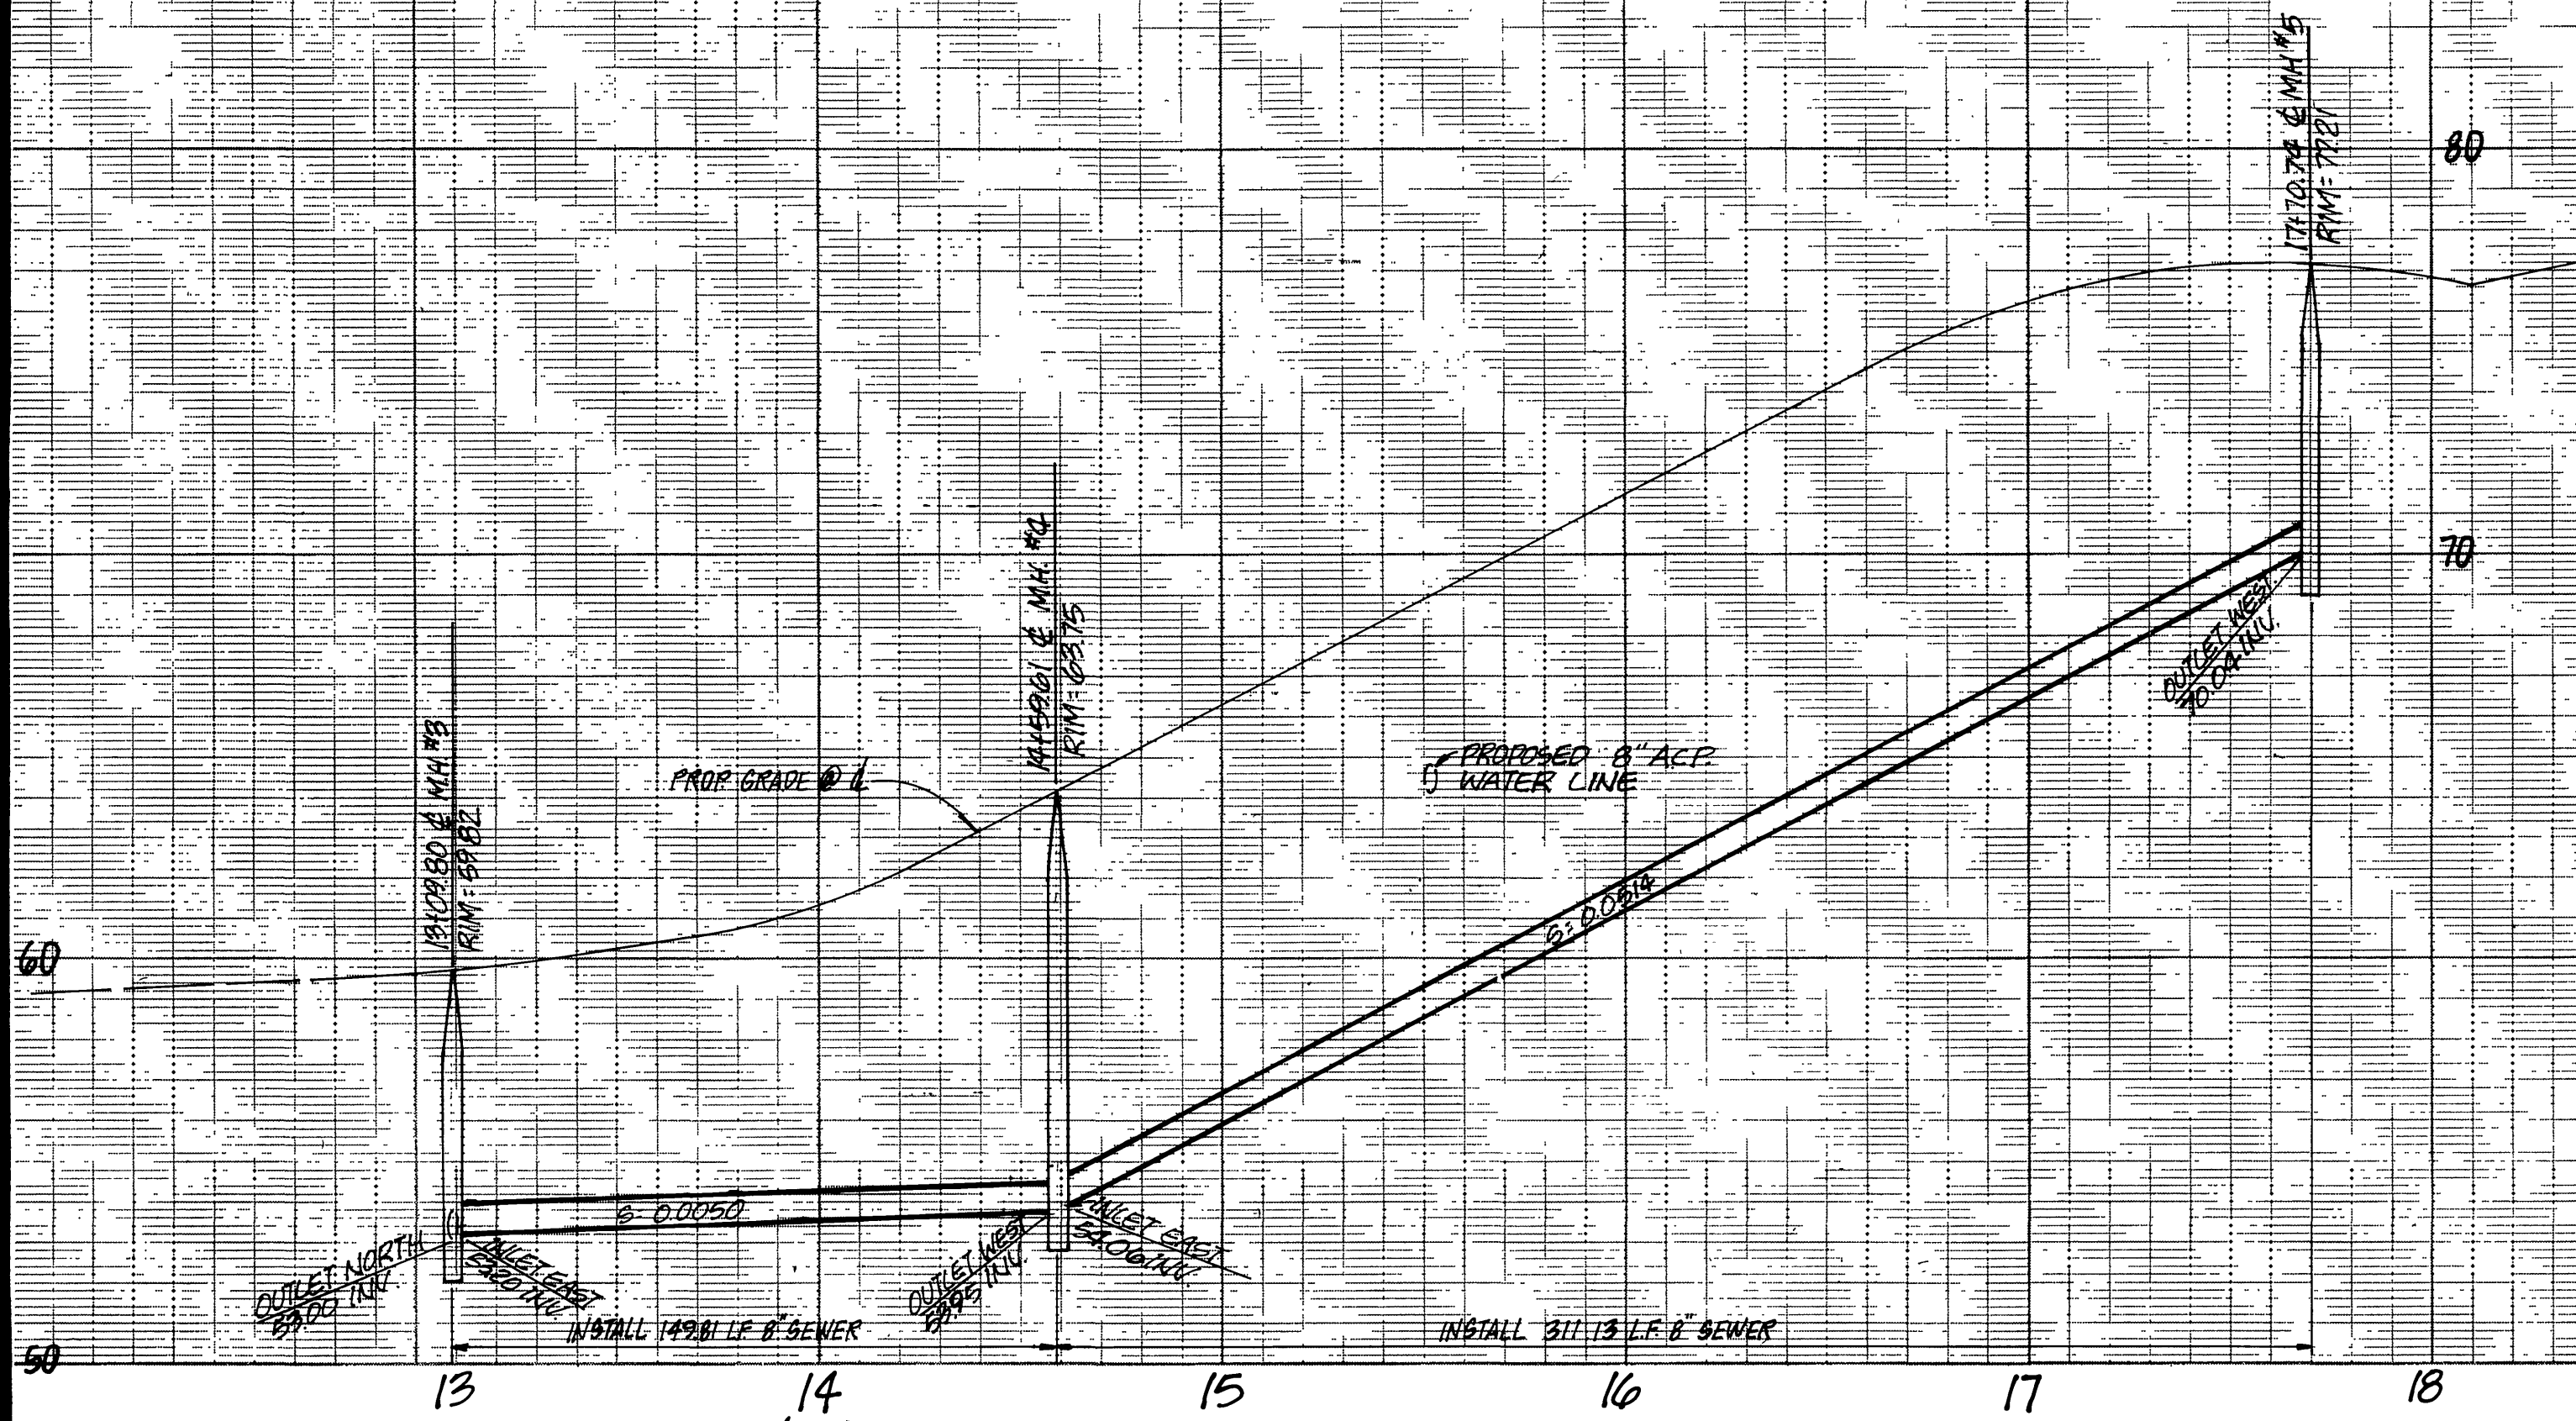 17+70.74 ℄ MH #5
RIM = 77.21
80
14+59.61 ℄ M.H. #4
RIM = 63.75
70
OUTLET WEST
70.04 INV.
13+09.80 ℄ M.H. #3
RIM = 59.82
PROP. GRADE @ ℄
PROPOSED 8" A.C.P.
WATER LINE
S= 0.0514
60
S= 0.0050
OUTLET NORTH
53.00 INV.
INLET EAST
53.20 INV.
OUTLET WEST
53.95 INV.
INLET EAST
54.06 INV.
INSTALL 149.81 LF 8" SEWER
INSTALL 311.13 L.F. 8" SEWER
50
13 14 15 16 17 18